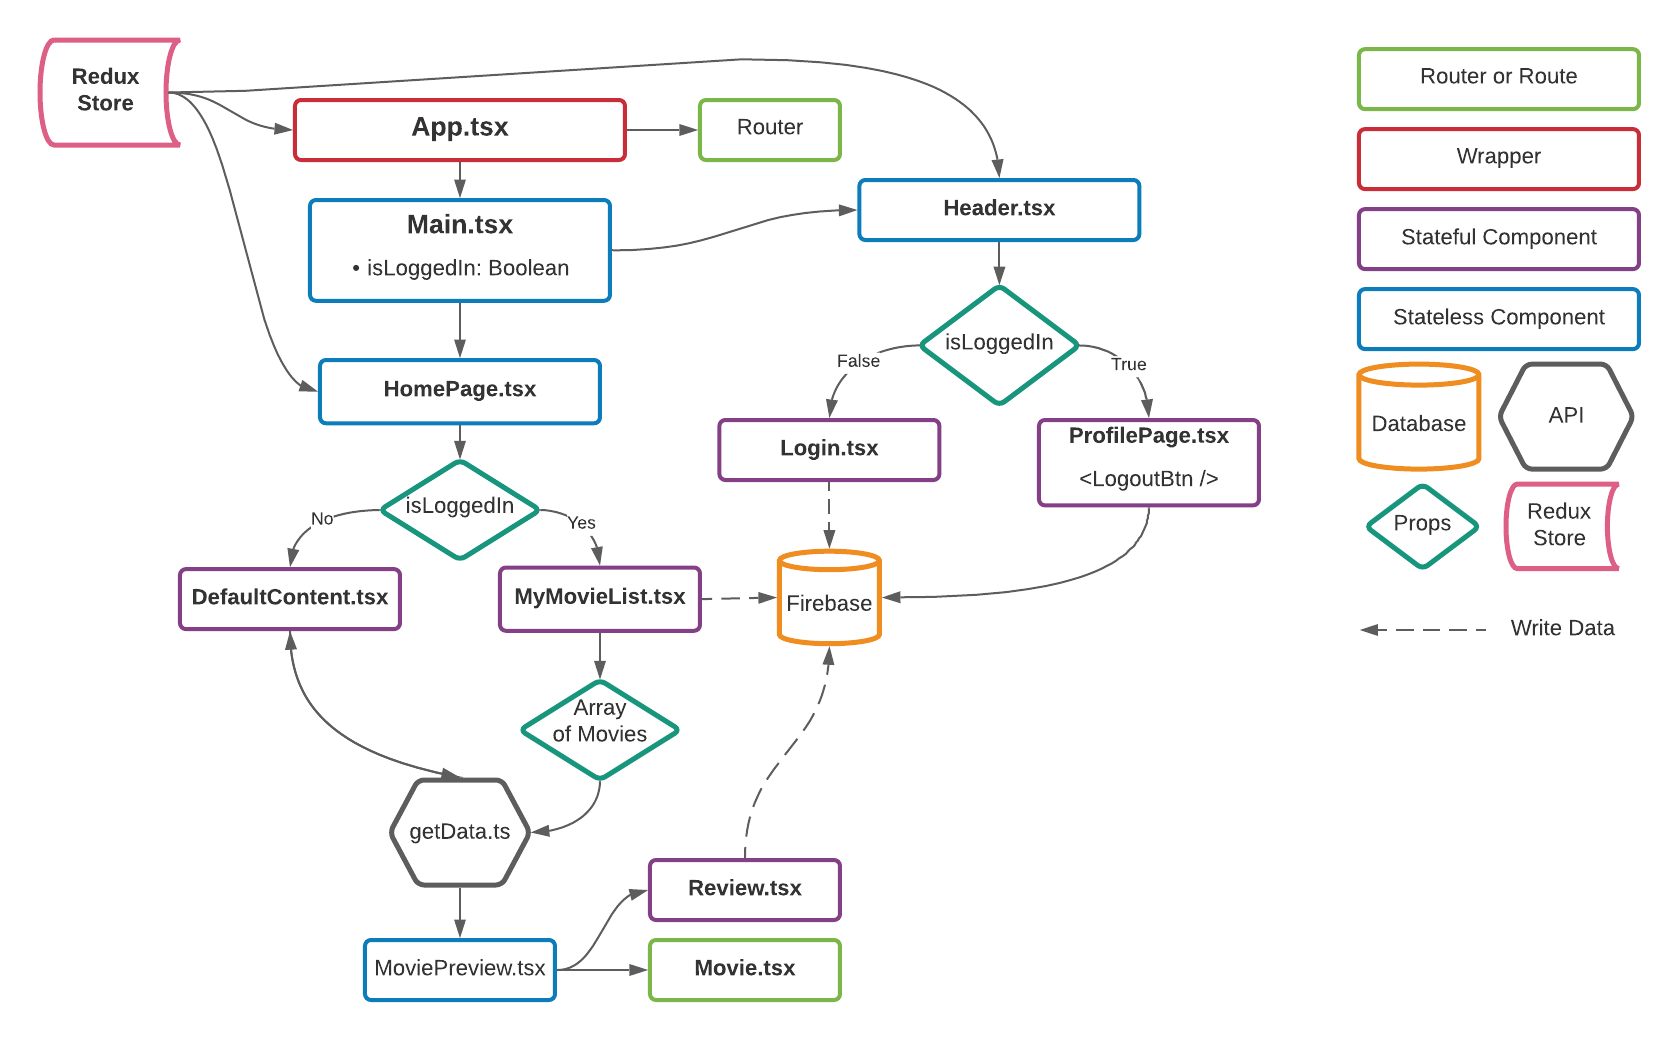 Redux
Store
App.tsx
Router
Main.tsx
• isLoggedIn: Boolean
Header.tsx
HomePage.tsx
isLoggedIn
False
True
Login.tsx
ProfilePage.tsx
<LogoutBtn />
isLoggedIn
No
Yes
DefaultContent.tsx
MyMovieList.tsx
Firebase
Array
of Movies
getData.ts
Review.tsx
MoviePreview.tsx
Movie.tsx
Router or Route
Wrapper
Stateful Component
Stateless Component
Database
API
Props
Redux
Store
Write Data